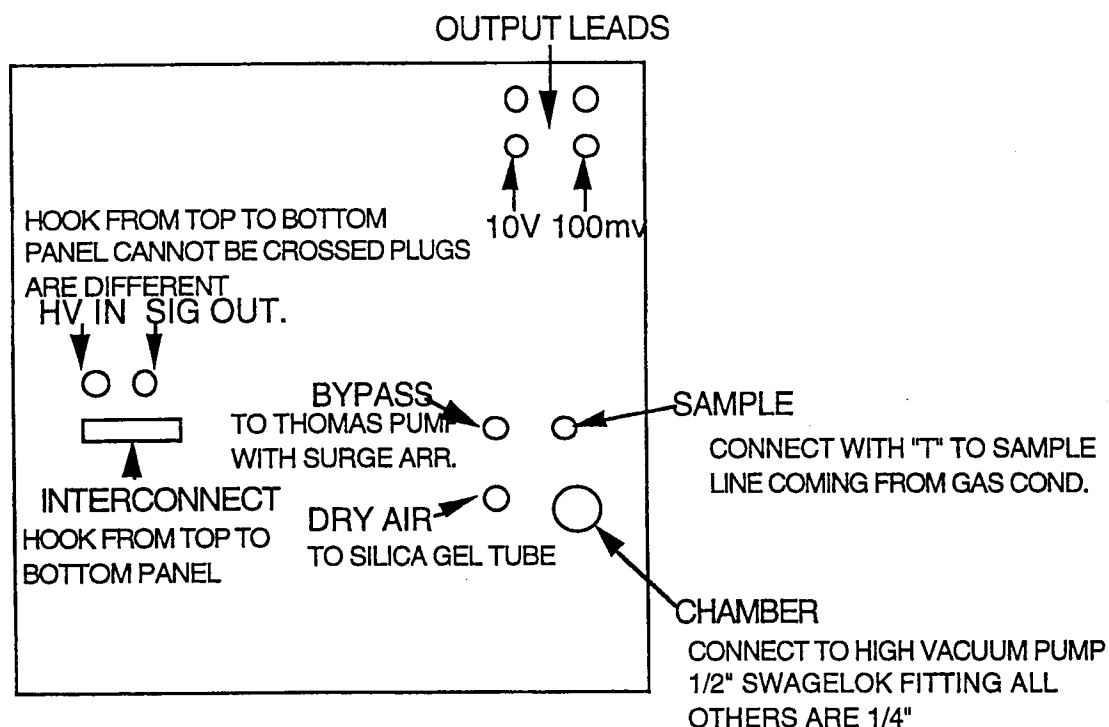 OUTPUT LEADS
10V 100mv
HOOK FROM TOP TO BOTTOM
PANEL CANNOT BE CROSSED PLUGS
ARE DIFFERENT
HV IN SIG OUT.
INTERCONNECT
HOOK FROM TOP TO
BOTTOM PANEL
BYPASS
TO THOMAS PUMP
WITH SURGE ARR.
DRY AIR
TO SILICA GEL TUBE
SAMPLE
CONNECT WITH "T" TO SAMPLE
LINE COMING FROM GAS COND.
CHAMBER
CONNECT TO HIGH VACUUM PUMP
1/2" SWAGELOK FITTING ALL
OTHERS ARE 1/4"